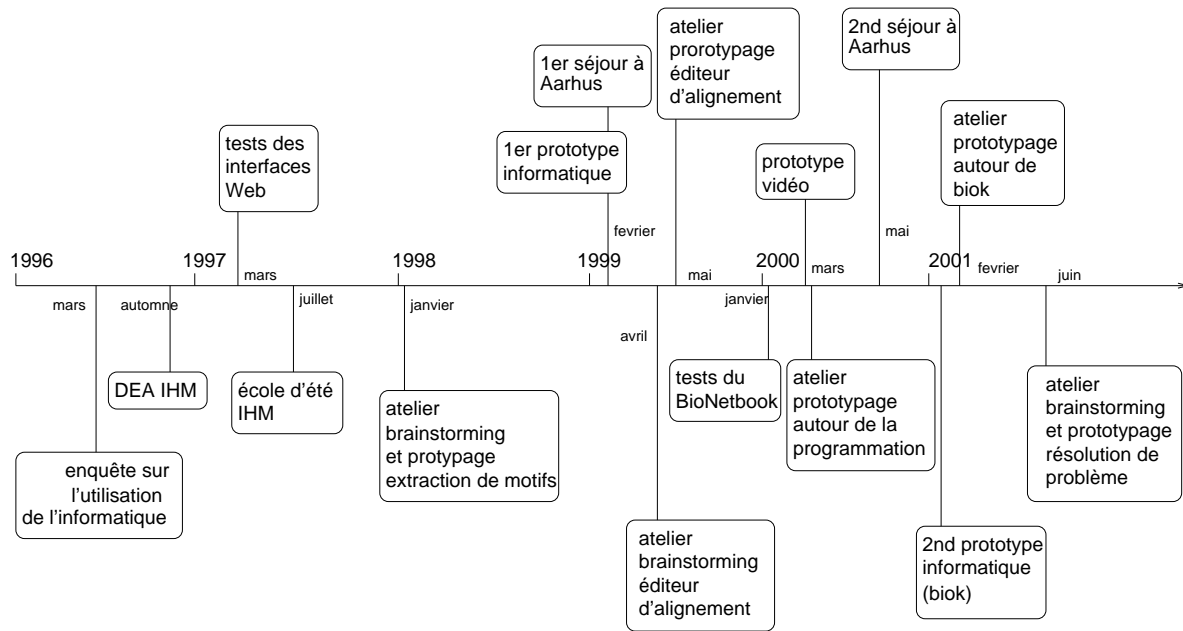 atelier
prorotypage
éditeur
d'alignement
2nd séjour à
Aarhus
1er séjour à
Aarhus
tests des
interfaces
Web
1er prototype
informatique
prototype
vidéo
atelier
prototypage
autour de
biok
fevrier
mai
1996
1997
1998
1999
2000
2001
mars
mai
mars
fevrier
juin
mars
automne
juillet
janvier
avril
janvier
DEA IHM
école d'été
IHM
tests du
BioNetbook
atelier
prototypage
autour de la
programmation
atelier
brainstorming
et prototypage
résolution de
problème
atelier
brainstorming
et protypage
extraction de motifs
enquête sur
l'utilisation
de l'informatique
atelier
brainstorming
éditeur
d'alignement
2nd prototype
informatique
(biok)